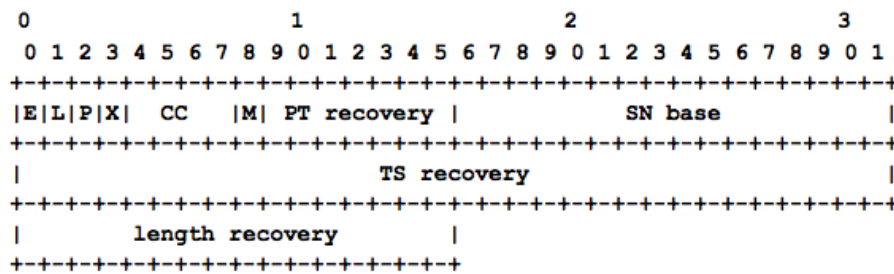 0                   1                   2                   3
 0 1 2 3 4 5 6 7 8 9 0 1 2 3 4 5 6 7 8 9 0 1 2 3 4 5 6 7 8 9 0 1
+-+-+-+-+-+-+-+-+-+-+-+-+-+-+-+-+-+-+-+-+-+-+-+-+-+-+-+-+-+-+-+-
|E|L|P|X|  CC   |M| PT recovery |            SN base            |
+-+-+-+-+-+-+-+-+-+-+-+-+-+-+-+-+-+-+-+-+-+-+-+-+-+-+-+-+-+-+-+-
|                          TS recovery                          |
+-+-+-+-+-+-+-+-+-+-+-+-+-+-+-+-+-+-+-+-+-+-+-+-+-+-+-+-+-+-+-+-
|        length recovery        |
+-+-+-+-+-+-+-+-+-+-+-+-+-+-+-+-+